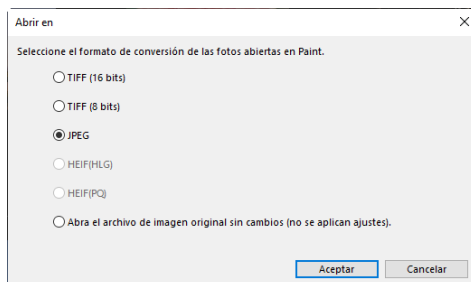 Abrir en
Seleccione el formato de conversión de las fotos abiertas en Paint.
TIFF (16 bits)
TIFF (8 bits)
JPEG
HEIF(HLG)
HEIF(PQ)
Abra el archivo de imagen original sin cambios (no se aplican ajustes).
Aceptar
Cancelar